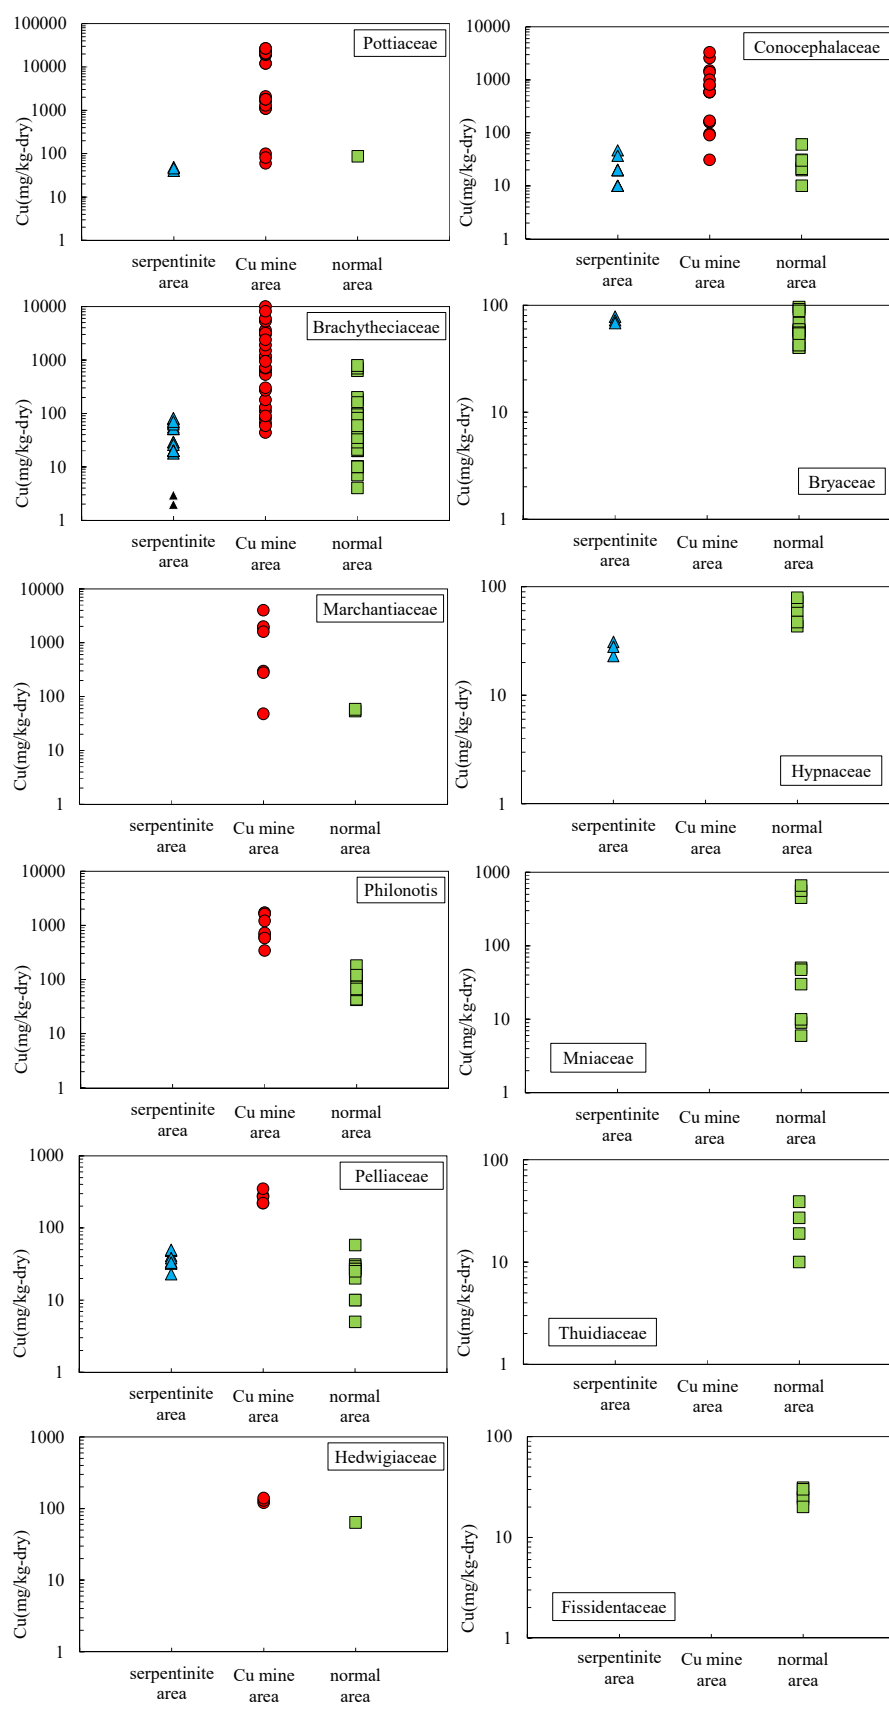 Pottiaceae
Cu(mg/kg-dry)
100000
10000
1000
100
10
1
serpentinite area
Cu mine area
normal area
Conocephalaceae
Cu(mg/kg-dry)
10000
1000
100
10
1
serpentinite area
Cu mine area
normal area
Brachytheciaceae
Cu(mg/kg-dry)
10000
1000
100
10
1
serpentinite area
Cu mine area
normal area
Bryaceae
Cu(mg/kg-dry)
100
10
1
serpentinite area
Cu mine area
normal area
Marchantiaceae
Cu(mg/kg-dry)
10000
1000
100
10
1
serpentinite area
Cu mine area
normal area
Hypnaceae
Cu(mg/kg-dry)
100
10
1
serpentinite area
Cu mine area
normal area
Philonotis
Cu(mg/kg-dry)
10000
1000
100
10
1
serpentinite area
Cu mine area
normal area
Mniaceae
Cu(mg/kg-dry)
1000
100
10
1
serpentinite area
Cu mine area
normal area
Pelliaceae
Cu(mg/kg-dry)
1000
100
10
1
serpentinite area
Cu mine area
normal area
Thuidiaceae
Cu(mg/kg-dry)
100
10
1
serpentinite area
Cu mine area
normal area
Hedwigiaceae
Cu(mg/kg-dry)
1000
100
10
1
serpentinite area
Cu mine area
normal area
Fissidentaceae
Cu(mg/kg-dry)
100
10
1
serpentinite area
Cu mine area
normal area